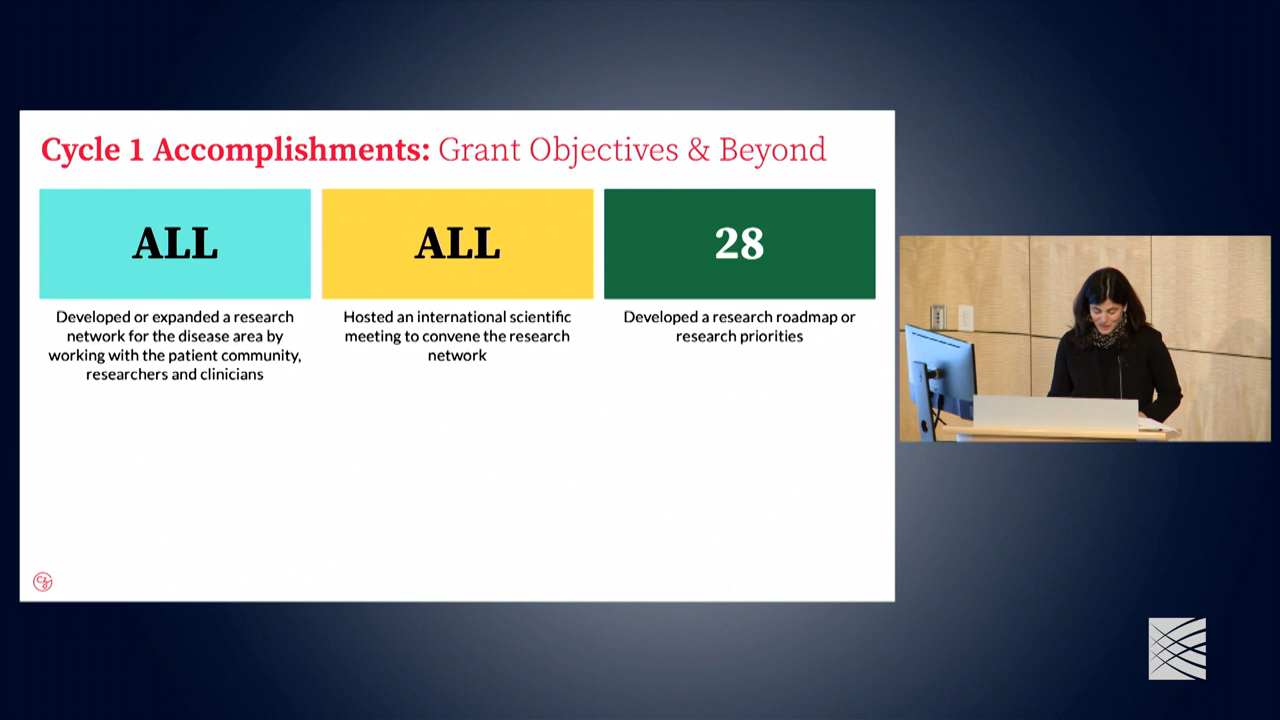 Cycle 1 Accomplishments: Grant Objectives & Beyond
ALL
Developed or expanded a research
network for the disease area by
working with the patient community,
researchers and clinicians
ALL
Hosted an international scientific
meeting to convene the research
network
28
Developed a research roadmap or
research priorities